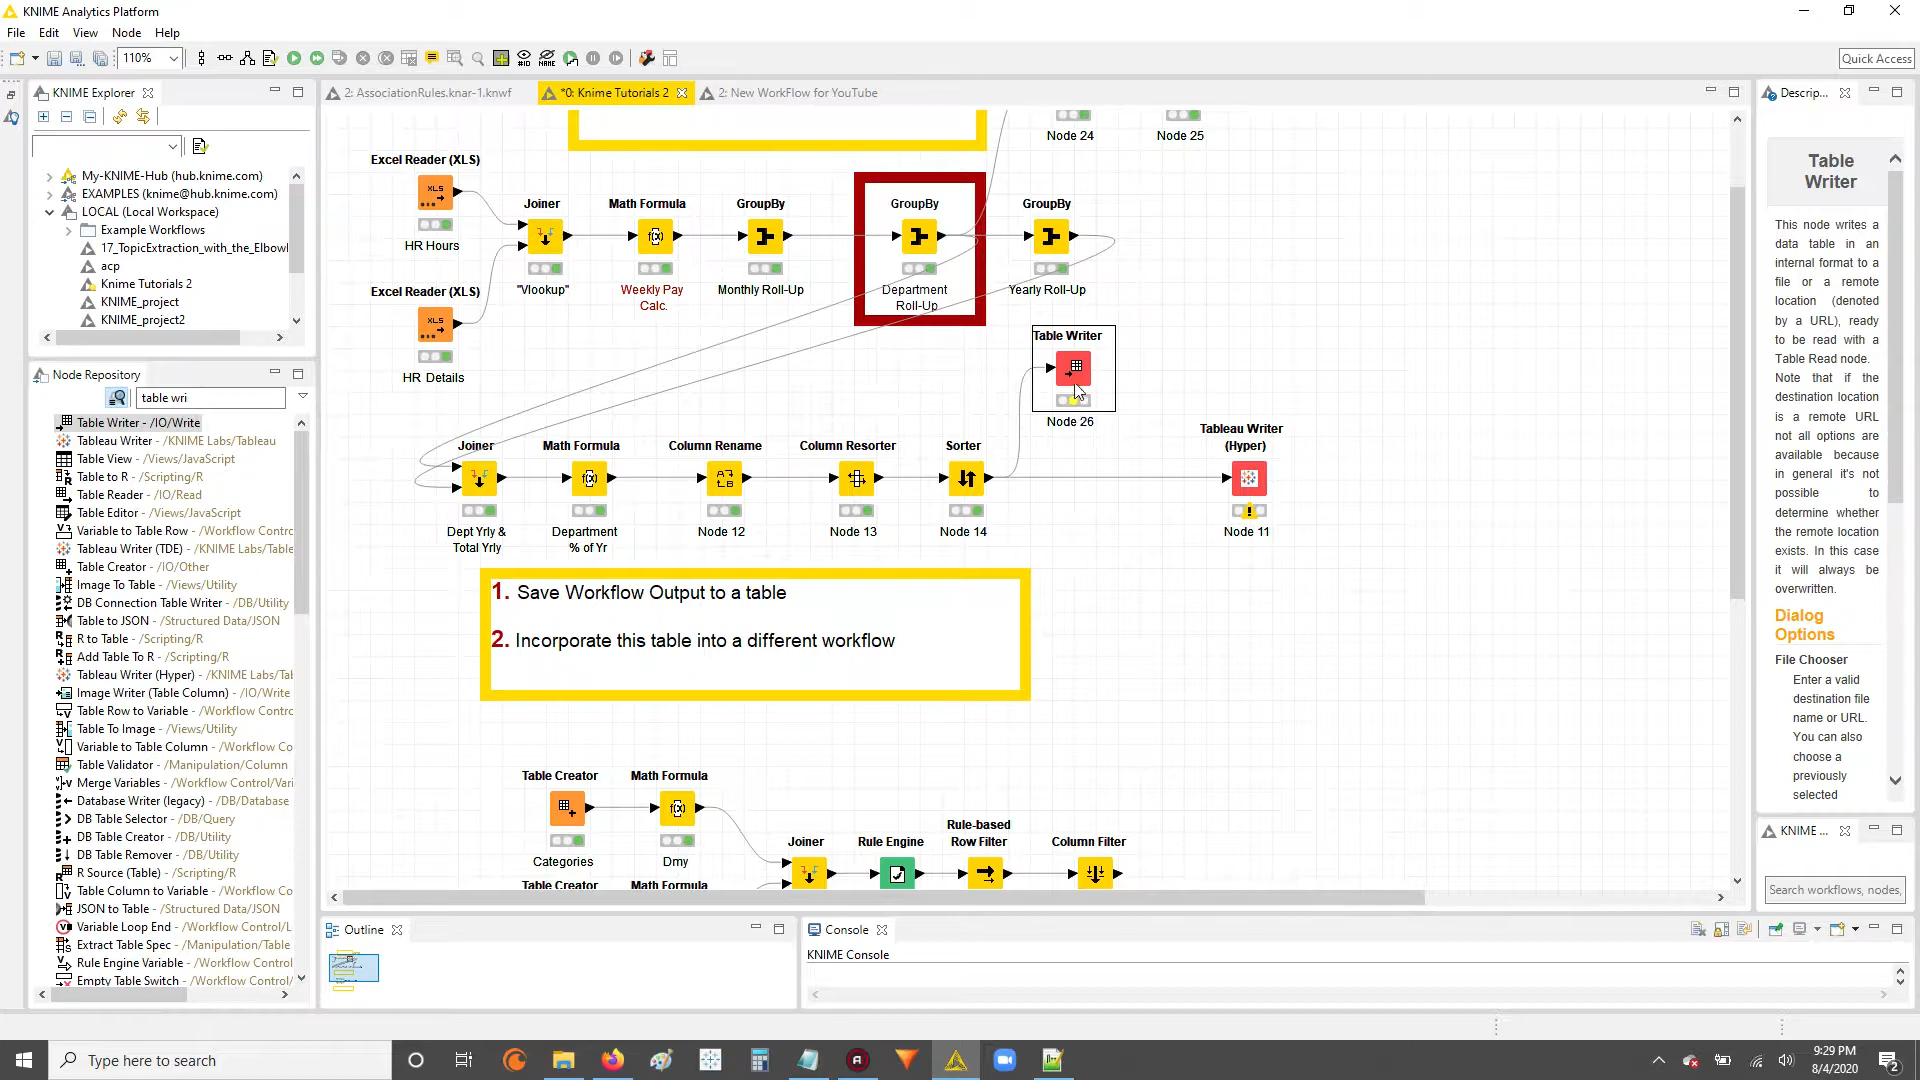 KNIME Analytics Platform
File Edit View Node Help
110%
Quick Access
KNIME Explorer
My-KNIME-Hub (hub.knime.com)
EXAMPLES (knime@hub.knime.com)
LOCAL (Local Workspace)
Example Workflows
17_TopicExtraction_with_the_Elbowl
acp
Knime Tutorials 2
KNIME_project
KNIME_project2
Node Repository
table wri
Table Writer - /IO/Write
Tableau Writer - /KNIME Labs/Tableau
Table View - /Views/JavaScript
Table to R - /Scripting/R
Table Reader - /IO/Read
Table Editor - /Views/JavaScript
Variable to Table Row - /Workflow Contro
Tableau Writer (TDE) - /KNIME Labs/Table
Table Creator - /IO/Other
Image To Table - /Views/Utility
DB Connection Table Writer - /DB/Utility
Table to JSON - /Structured Data/JSON
R to Table - /Scripting/R
Add Table To R - /Scripting/R
Tableau Writer (Hyper) - /KNIME Labs/Tal
Image Writer (Table Column) - /IO/Write
Table Row to Variable - /Workflow Contro
Table To Image - /Views/Utility
Variable to Table Column - /Workflow Co
Table Validator - /Manipulation/Column
Merge Variables - /Workflow Control/Vari
Database Writer (legacy) - /DB/Database
DB Table Selector - /DB/Query
DB Table Creator - /DB/Utility
DB Table Remover - /DB/Utility
R Source (Table) - /Scripting/R
Table Column to Variable - /Workflow Co
JSON to Table - /Structured Data/JSON
Variable Loop End - /Workflow Control/L
Extract Table Spec - /Manipulation/Table
Rule Engine Variable - /Workflow Control
Empty Table Switch - /Workflow Control/
2: AssociationRules.knar-1.knwf
*0: Knime Tutorials 2
2: New WorkFlow for YouTube
Node 24
Node 25
Excel Reader (XLS)
XLS
HR Hours
Excel Reader (XLS)
XLS
HR Details
Joiner
"Vlookup"
Math Formula
f(x)
Weekly Pay
Calc.
GroupBy
Monthly Roll-Up
GroupBy
Department
Roll-Up
GroupBy
Yearly Roll-Up
Table Writer
Node 26
Joiner
Dept Yrly &
Total Yrly
Math Formula
f(x)
Department
% of Yr
Column Rename
Node 12
Column Resorter
Node 13
Sorter
Node 14
Tableau Writer
(Hyper)
Node 11
1. Save Workflow Output to a table
2. Incorporate this table into a different workflow
Table Creator
Categories
Math Formula
f(x)
Dmy
Table Creator
Math Formula
Joiner
Rule Engine
Rule-based
Row Filter
Column Filter
Outline
Console
KNIME Console
Descrip...
Table
Writer
This node writes a
data table in an
internal format to a
file or a remote
location (denoted
by a URL), ready
to be read with a
Table Read node.
Note that if the
destination location
is a remote URL
not all options are
available because
in general it's not
possible to
determine whether
the remote location
exists. In this case
it will always be
overwritten.
Dialog
Options
File Chooser
Enter a valid
destination file
name or URL.
You can also
choose a
previously
selected
KNIME ...
Search workflows, nodes,
Type here to search
9:29 PM
8/4/2020
2